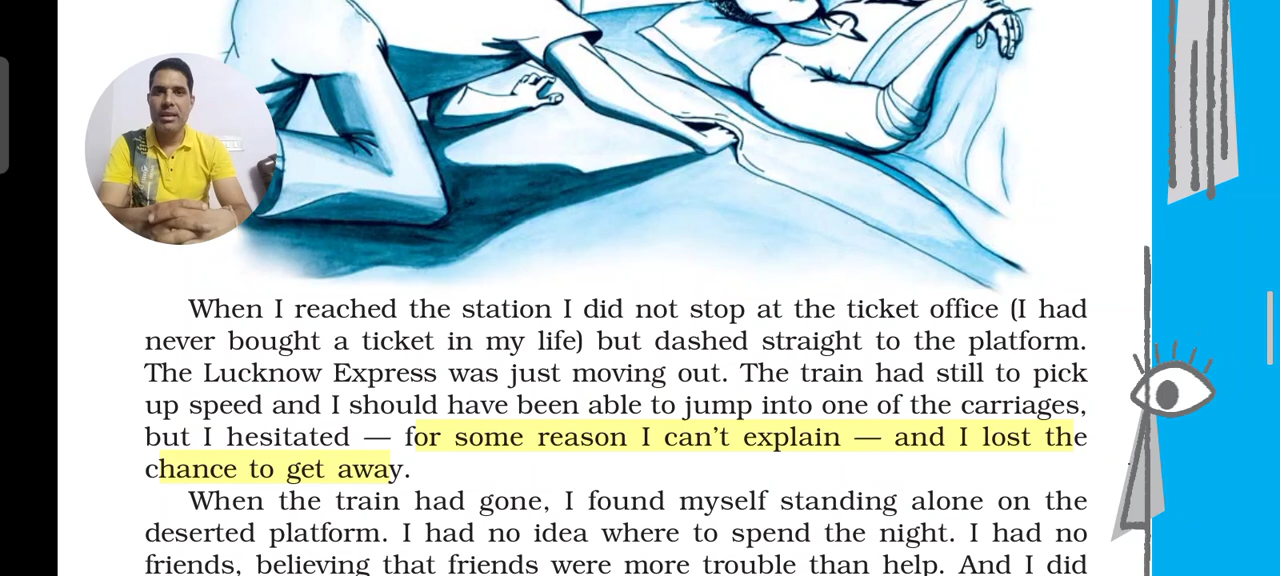 When I reached the station I did not stop at the ticket office (I had
never bought a ticket in my life) but dashed straight to the platform.
The Lucknow Express was just moving out. The train had still to pick
up speed and I should have been able to jump into one of the carriages,
but I hesitated — for some reason I can't explain — and I lost the
chance to get away.
When the train had gone, I found myself standing alone on the
deserted platform. I had no idea where to spend the night. I had no
friends, believing that friends were more trouble than help. And I did